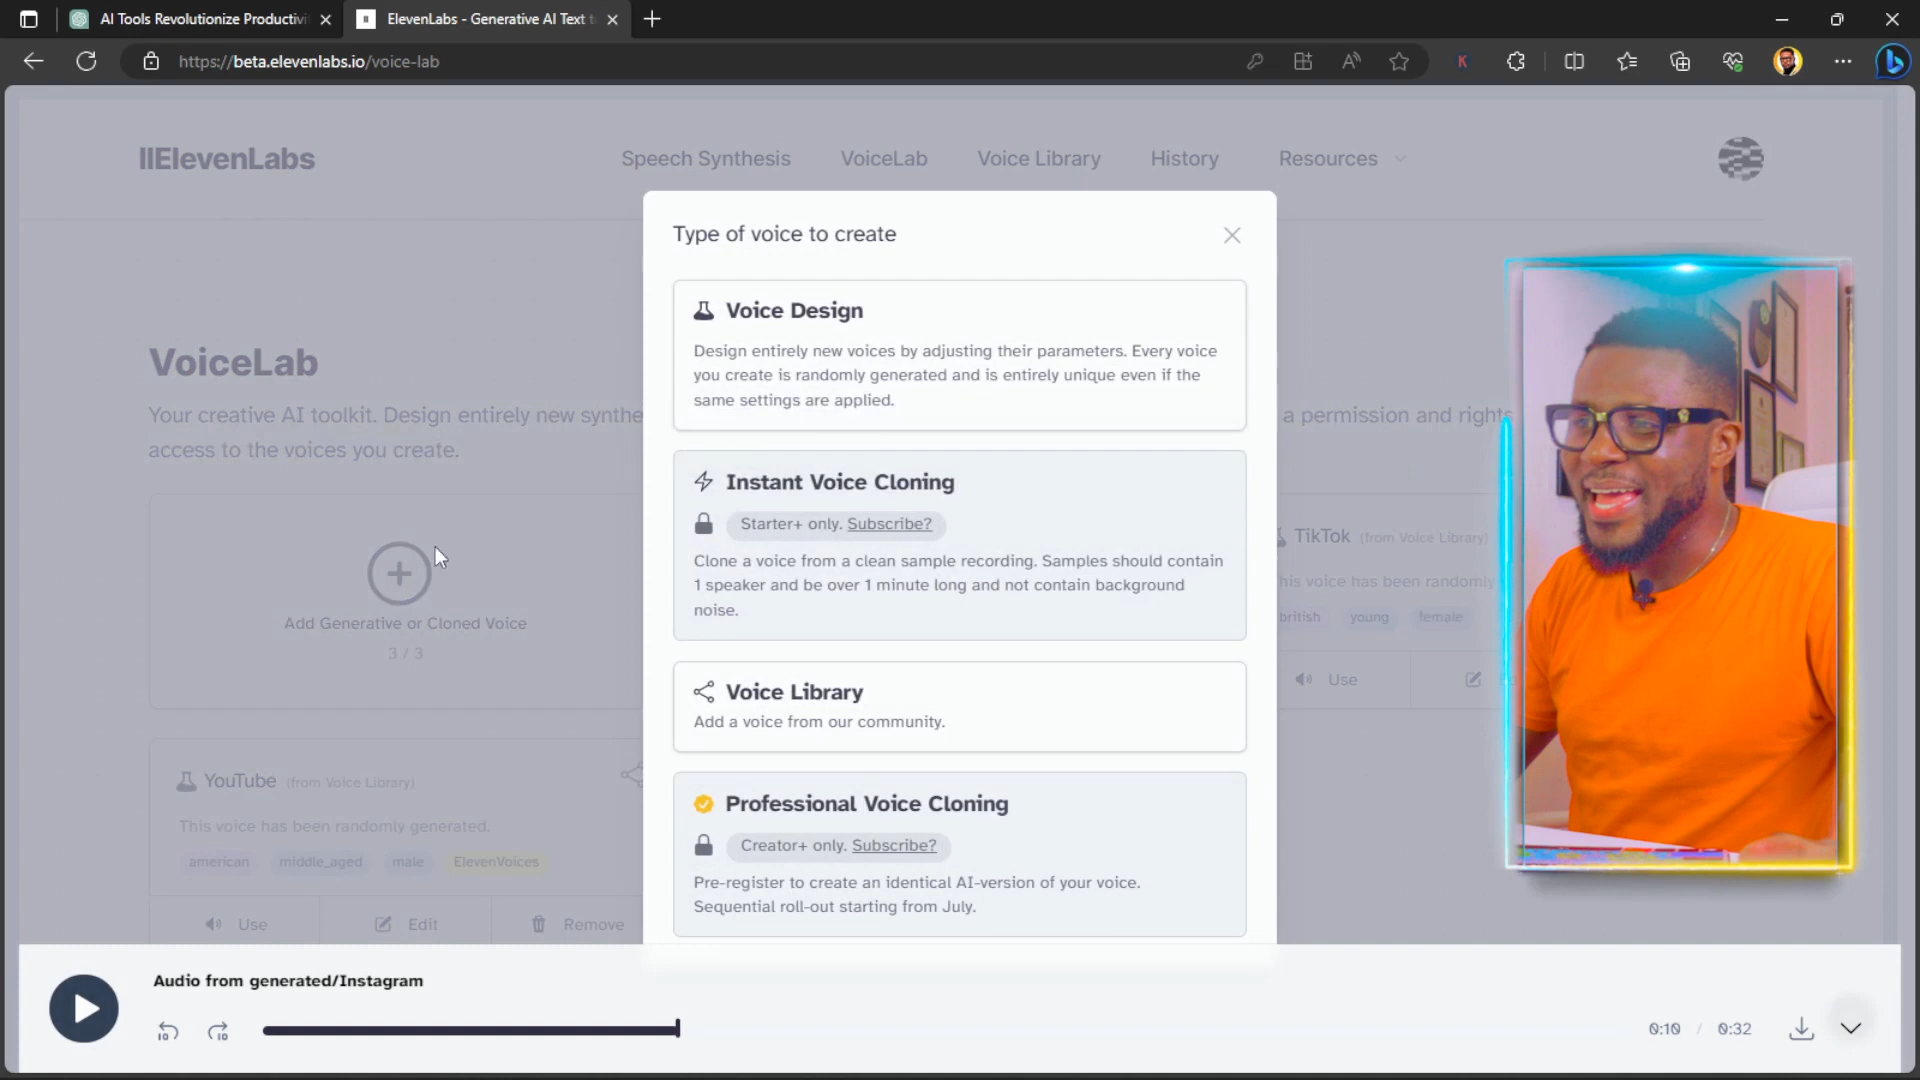 AI Tools Revolutionize Productivi
ElevenLabs - Generative AI Text t
https://beta.elevenlabs.io/voice-lab
IIElevenLabs
Speech Synthesis
VoiceLab
Voice Library
History
Resources
Type of voice to create
Voice Design
Design entirely new voices by adjusting their parameters. Every voice
you create is randomly generated and is entirely unique even if the
same settings are applied.
VoiceLab
Your creative AI toolkit. Design entirely new synthe
a permission and rights
access to the voices you create.
Instant Voice Cloning
Starter+ only. Subscribe?
Clone a voice from a clean sample recording. Samples should contain
1 speaker and be over 1 minute long and not contain background
noise.
Add Generative or Cloned Voice
3 / 3
TikTok (from Voice Library)
his voice has been randomly
british
young
female
Use
Voice Library
Add a voice from our community.
YouTube (from Voice Library)
This voice has been randomly generated.
american
middle_aged
male
ElevenVoices
Use
Edit
Remove
Professional Voice Cloning
Creator+ only. Subscribe?
Pre-register to create an identical AI-version of your voice.
Sequential roll-out starting from July.
Audio from generated/Instagram
10
10
0:10 / 0:32